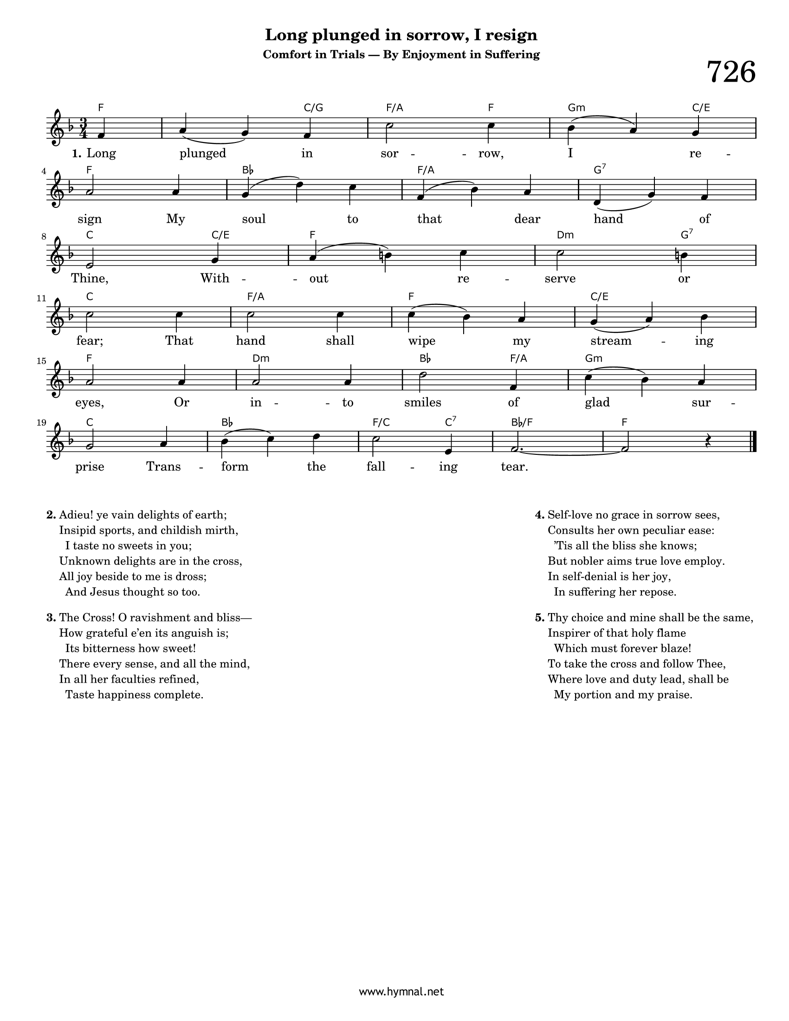 Long plunged in sorrow, I resign
Comfort in Trials — By Enjoyment in Suffering
726
F C/G F/A F Gm C/E
1. Long plunged in sor - - row, I re -
4 F B♭ F/A G7
sign My soul to that dear hand of
8 C C/E F Dm G7
Thine, With - - out re - serve or
11 C F/A F C/E
fear; That hand shall wipe my stream - ing
15 F Dm B♭ F/A Gm
eyes, Or in - - to smiles of glad sur -
19 C B♭ F/C C7 B♭/F F
prise Trans - form the fall - ing tear.
2. Adieu! ye vain delights of earth;
Insipid sports, and childish mirth,
I taste no sweets in you;
Unknown delights are in the cross,
All joy beside to me is dross;
And Jesus thought so too.
3. The Cross! O ravishment and bliss—
How grateful e'en its anguish is;
Its bitterness how sweet!
There every sense, and all the mind,
In all her faculties refined,
Taste happiness complete.
4. Self-love no grace in sorrow sees,
Consults her own peculiar ease:
'Tis all the bliss she knows;
But nobler aims true love employ.
In self-denial is her joy,
In suffering her repose.
5. Thy choice and mine shall be the same,
Inspirer of that holy flame
Which must forever blaze!
To take the cross and follow Thee,
Where love and duty lead, shall be
My portion and my praise.
www.hymnal.net